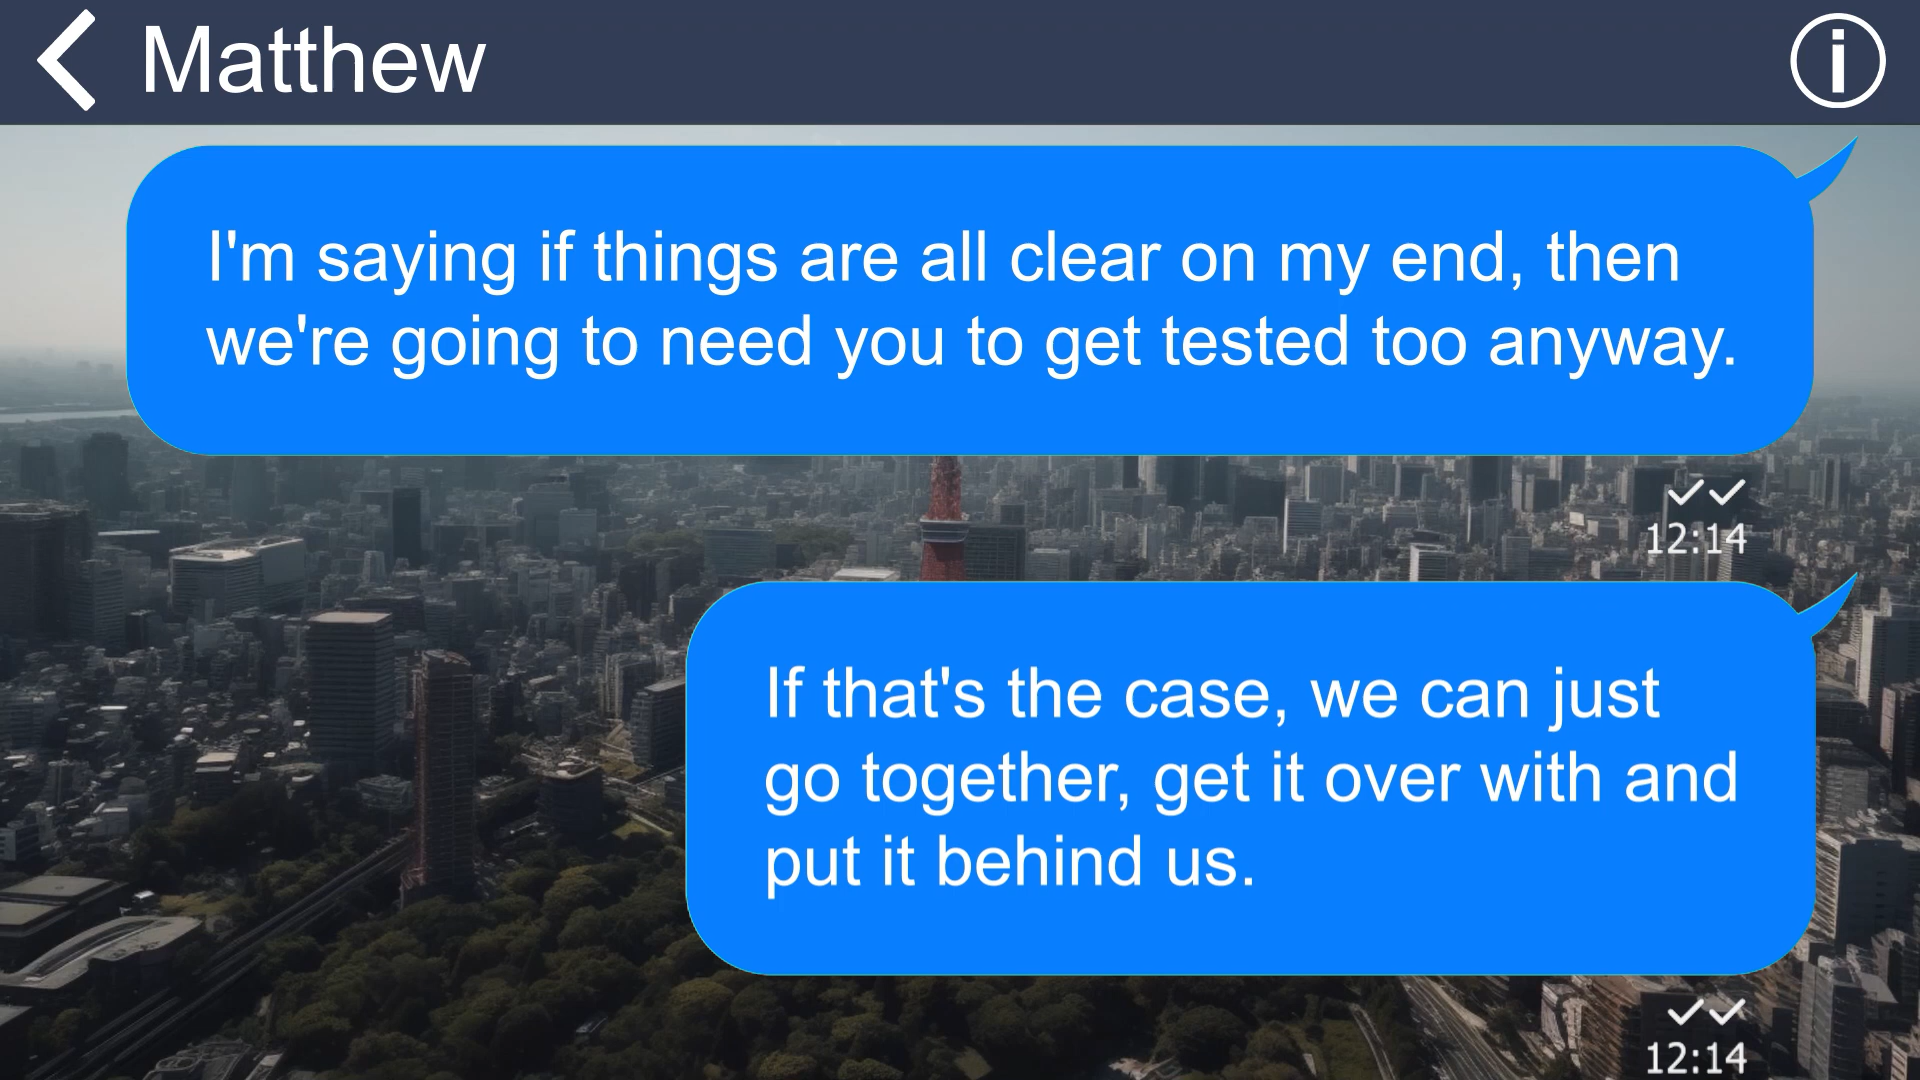 Matthew
I'm saying if things are all clear on my end, then
we're going to need you to get tested too anyway.
12:14
If that's the case, we can just
go together, get it over with and
put it behind us.
12:14